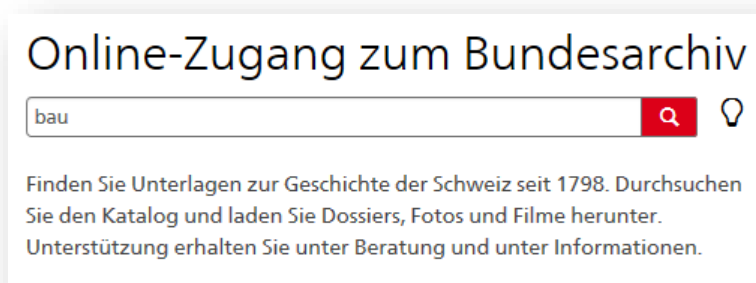 Online-Zugang zum Bundesarchiv
bau
Finden Sie Unterlagen zur Geschichte der Schweiz seit 1798. Durchsuchen
Sie den Katalog und laden Sie Dossiers, Fotos und Filme herunter.
Unterstützung erhalten Sie unter Beratung und unter Informationen.